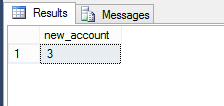 Results Messages
new_account
1 3